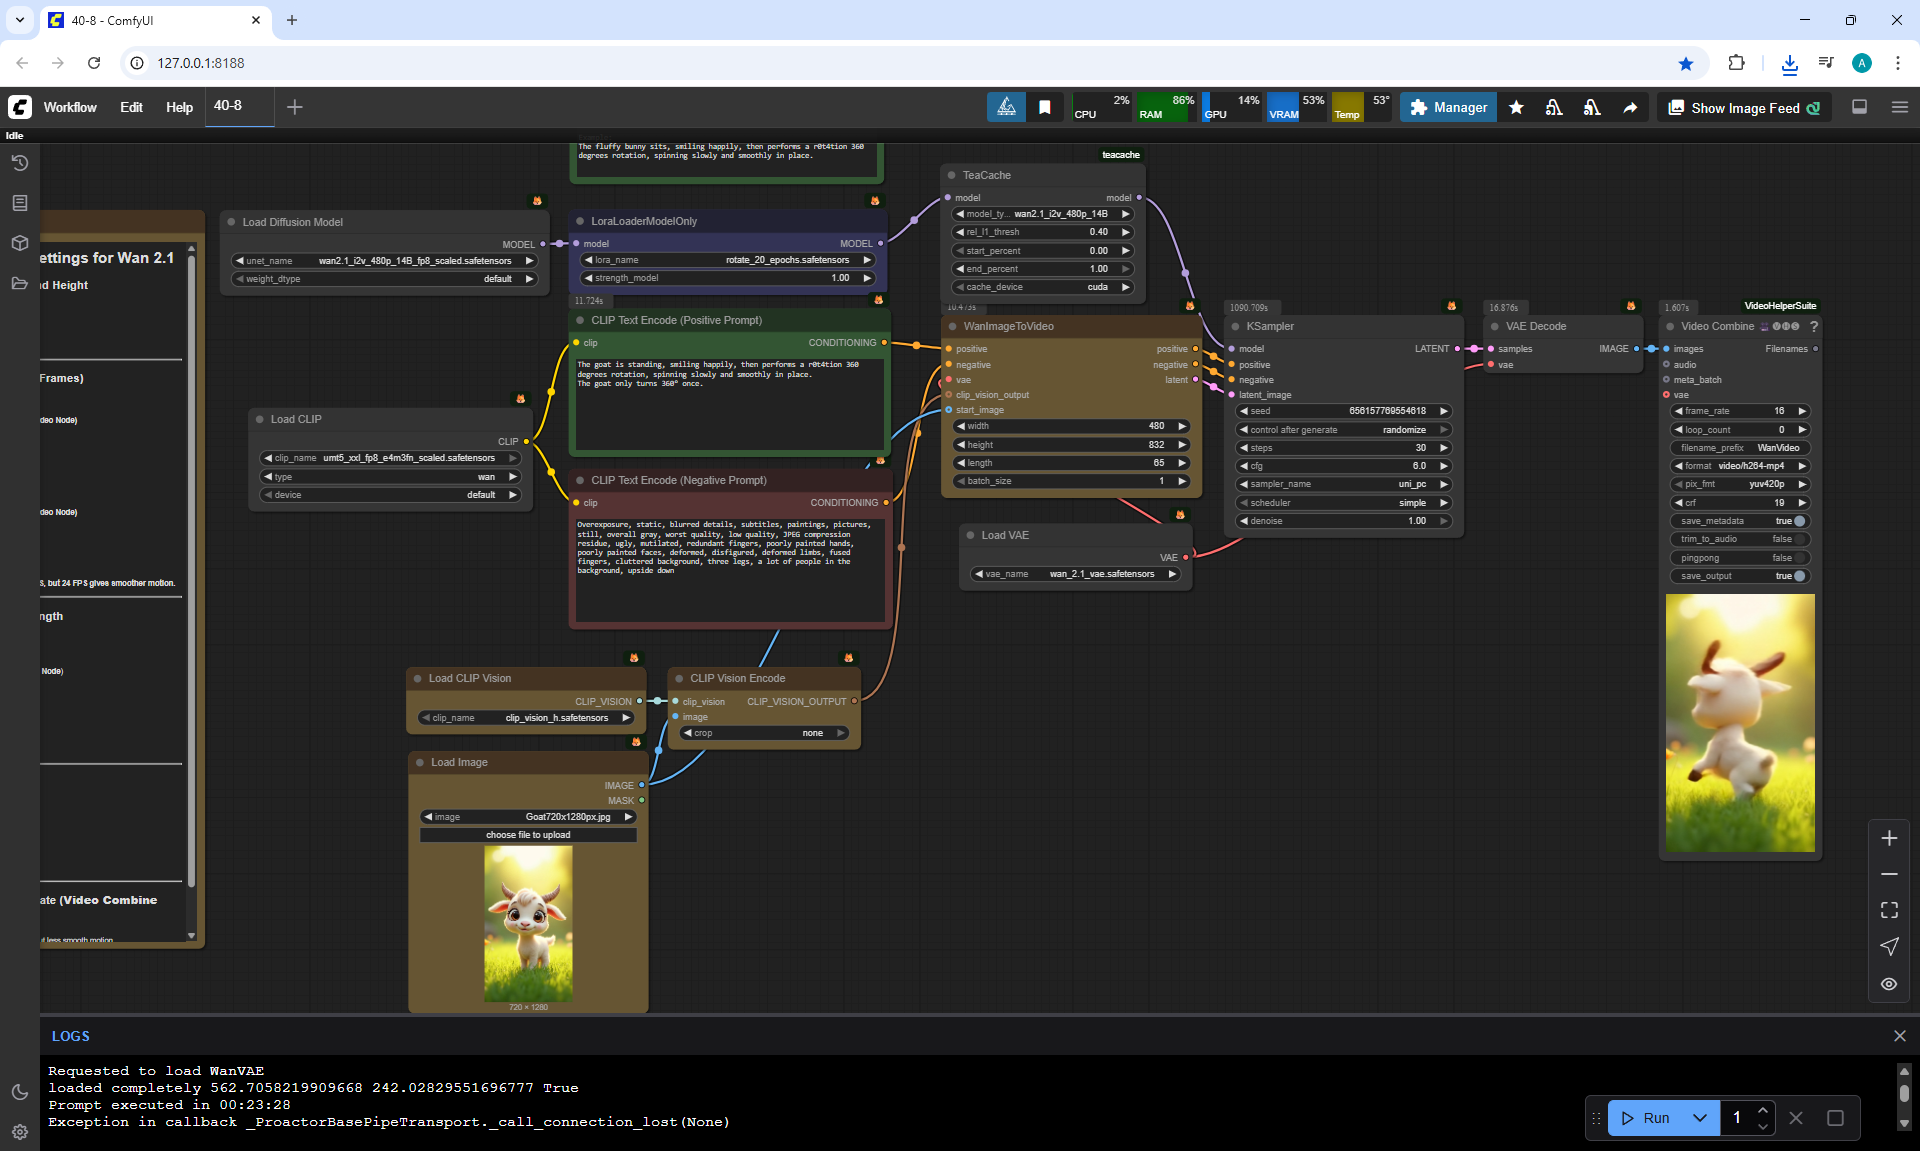 40-8 - ComfyUI
127.0.0.1:8188
A
Workflow
Edit
Help
40-8
CPU 2%
RAM 86%
GPU 14%
VRAM 53%
Temp 53°
Manager
Show Image Feed
Idle
The fluffy bunny sits, smiling happily, then performs a r0t4tion 360
degrees rotation, spinning slowly and smoothly in place.
ettings for Wan 2.1
nd Height
Frames)
deo Node)
deo Node)
S, but 24 FPS gives smoother motion.
ngth
Node)
ate (Video Combine
t less smooth motion
Load Diffusion Model
MODEL
unet_name wan2.1_i2v_480p_14B_fp8_scaled.safetensors
weight_dtype default
LoraLoaderModelOnly
model MODEL
lora_name rotate_20_epochs.safetensors
strength_model 1.00
teacache
TeaCache
model model
model_ty... wan2.1_i2v_480p_14B
rel_l1_thresh 0.40
start_percent 0.00
end_percent 1.00
cache_device cuda
11.724s
CLIP Text Encode (Positive Prompt)
clip CONDITIONING
The goat is standing, smiling happily, then performs a r0t4tion 360
degrees rotation, spinning slowly and smoothly in place.
The goat only turns 360° once.
Load CLIP
CLIP
clip_name umt5_xxl_fp8_e4m3fn_scaled.safetensors
type wan
device default
CLIP Text Encode (Negative Prompt)
clip CONDITIONING
Overexposure, static, blurred details, subtitles, paintings, pictures,
still, overall gray, worst quality, low quality, JPEG compression
residue, ugly, mutilated, redundant fingers, poorly painted hands,
poorly painted faces, deformed, disfigured, deformed limbs, fused
fingers, cluttered background, three legs, a lot of people in the
background, upside down
10.473s
WanImageToVideo
positive positive
negative negative
vae latent
clip_vision_output
start_image
width 480
height 832
length 65
batch_size 1
Load VAE
VAE
vae_name wan_2.1_vae.safetensors
1090.709s
KSampler
model LATENT
positive
negative
latent_image
seed 656157769554618
control after generate randomize
steps 30
cfg 6.0
sampler_name uni_pc
scheduler simple
denoise 1.00
16.876s
VAE Decode
samples IMAGE
vae
1.607s
VideoHelperSuite
Video Combine VHS ?
images Filenames
audio
meta_batch
vae
frame_rate 16
loop_count 0
filename_prefix WanVideo
format video/h264-mp4
pix_fmt yuv420p
crf 19
save_metadata true
trim_to_audio false
pingpong false
save_output true
Load CLIP Vision
CLIP_VISION
clip_name clip_vision_h.safetensors
CLIP Vision Encode
clip_vision CLIP_VISION_OUTPUT
image
crop none
Load Image
IMAGE
MASK
image Goat720x1280px.jpg
choose file to upload
720 × 1280
LOGS
Requested to load WanVAE
loaded completely 562.7058219909668 242.02829551696777 True
Prompt executed in 00:23:28
Exception in callback _ProactorBasePipeTransport._call_connection_lost(None)
Run
1